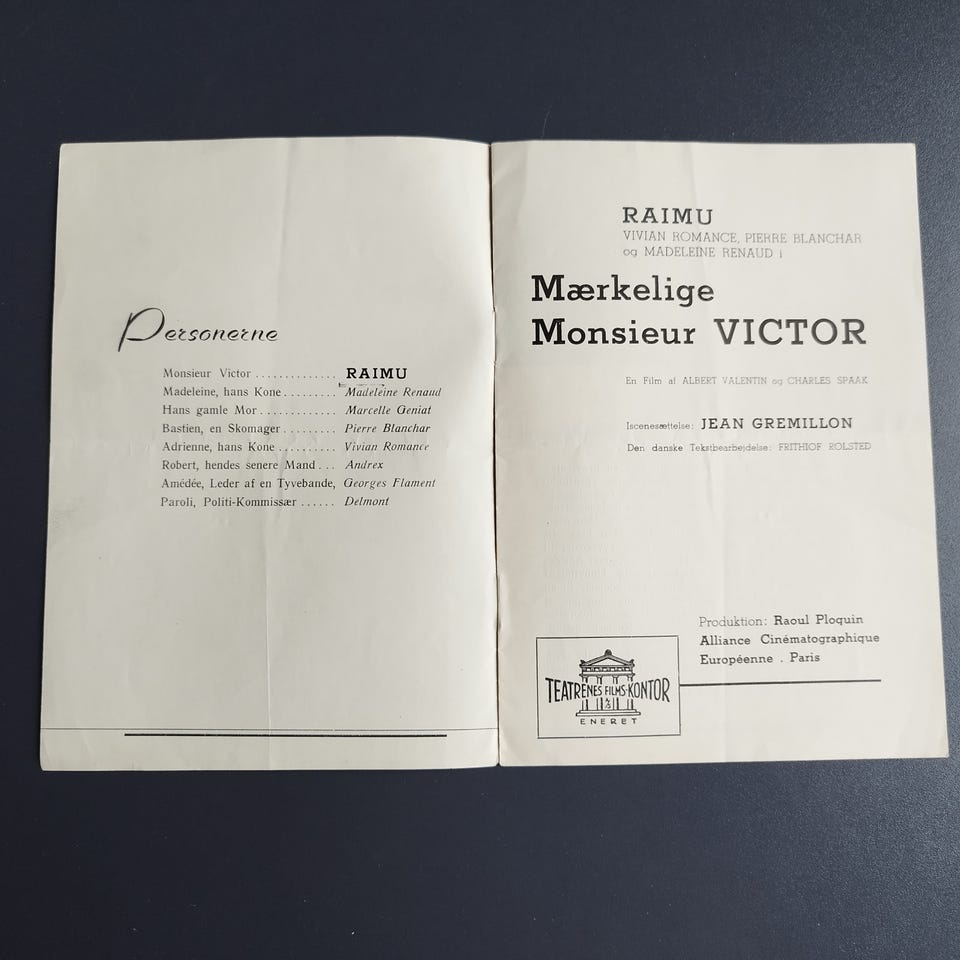 Personerne
Monsieur Victor ............. RAIMU
Madeleine, hans Kone ......... Madeleine Renaud
Hans gamle Mor ............. Marcelle Geniat
Bastien, en Skomager ......... Pierre Blanchar
Adrienne, hans Kone .......... Vivian Romance
Robert, hendes senere Mand ... Andrex
Amédée, Leder af en Tyvebande, Georges Flament
Paroli, Politi-Kommissær ...... Delmont
RAIMU
VIVIAN ROMANCE, PIERRE BLANCHAR
og MADELEINE RENAUD i
Mærkelige
Monsieur VICTOR
En Film af ALBERT VALENTIN og CHARLES SPAAK
Iscenesættelse: JEAN GREMILLON
Den danske Tekstbearbejdelse: FRITHIOF ROLSTED
Produktion: Raoul Ploquin
Alliance Cinématographique
Européenne . Paris
TEATRENES FILMS-KONTOR
A/S
ENERET